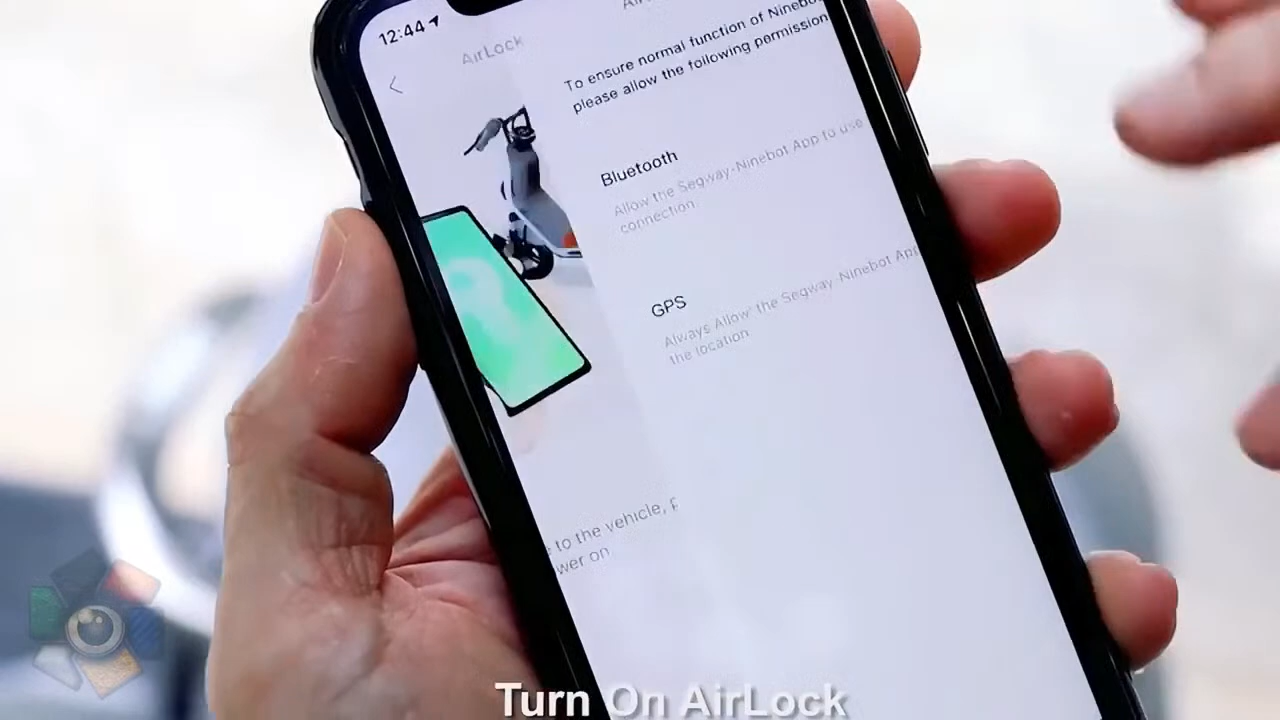 12:44
AirLock
To ensure normal function of Ninebo
please allow the following permission
Bluetooth
Allow the Segway-Ninebot App to use
connection
GPS
Always Allow' the Segway-Ninebot App
the location
to the vehicle,
wer on
Turn On AirLock